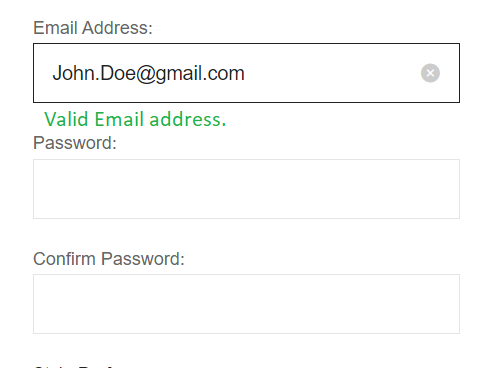 Email Address:
John.Doe@gmail.com
Valid Email address.
Password:
Confirm Password: